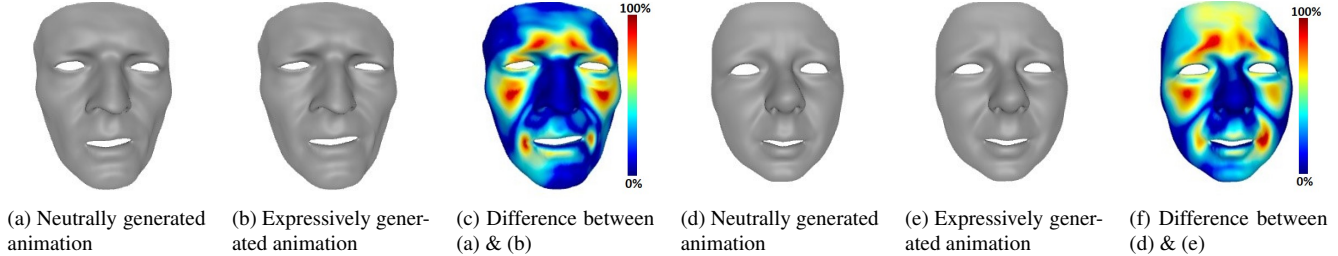 100%
0%
100%
0%
(a) Neutrally generated
animation
(b) Expressively gener-
ated animation
(c) Difference between
(a) & (b)
(d) Neutrally generated
animation
(e) Expressively gener-
ated animation
(f) Difference between
(d) & (e)